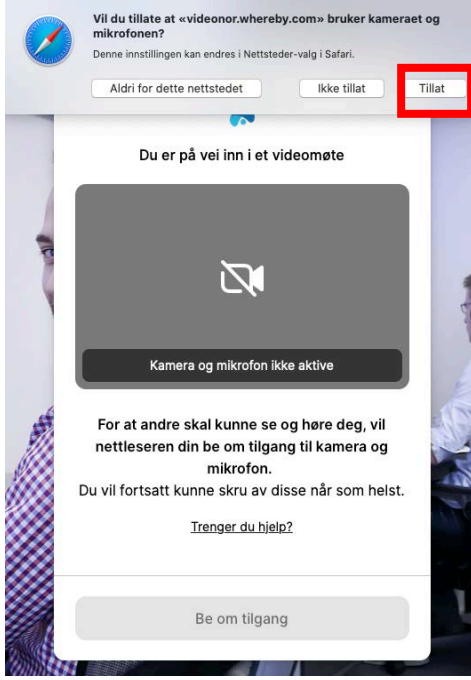 Vil du tillate at «videonor.whereby.com» bruker kameraet og
mikrofonen?
Denne innstillingen kan endres i Nettsteder-valg i Safari.
Aldri for dette nettstedet
Ikke tillat
Tillat
Du er på vei inn i et videomøte
Kamera og mikrofon ikke aktive
For at andre skal kunne se og høre deg, vil
nettleseren din be om tilgang til kamera og
mikrofon.
Du vil fortsatt kunne skru av disse når som helst.
Trenger du hjelp?
Be om tilgang